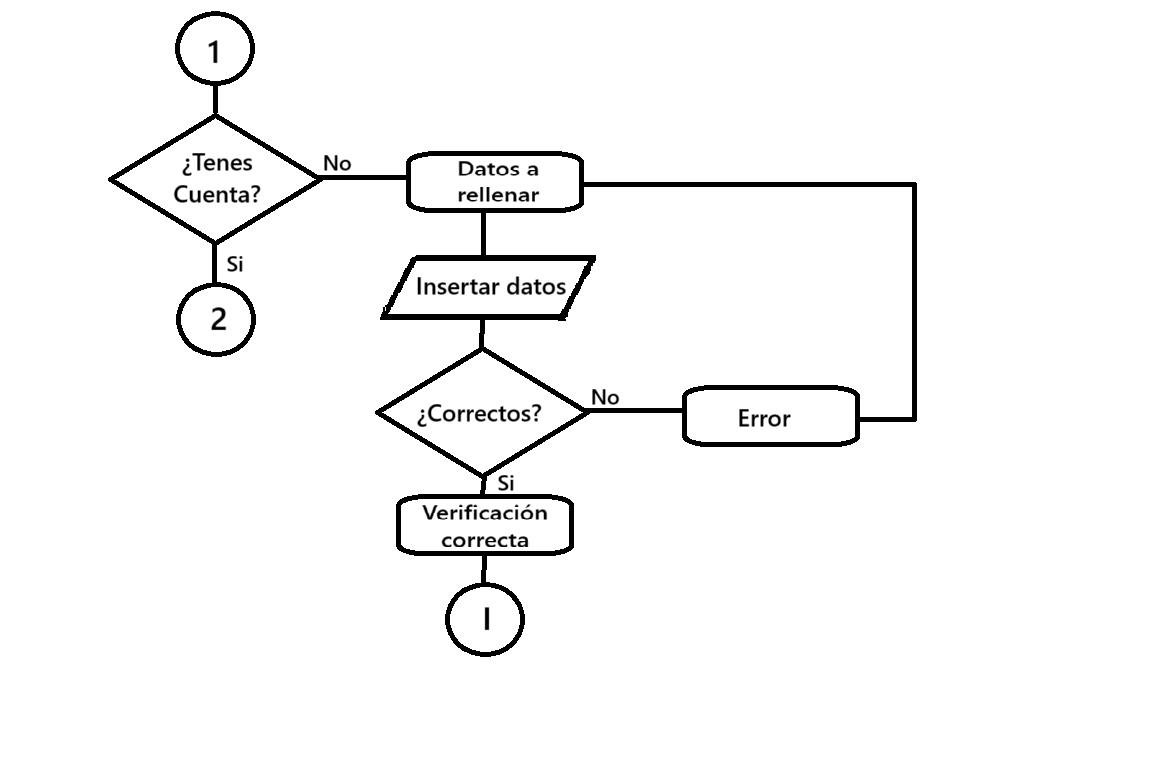 1
¿Tenes
Cuenta?
No
Datos a
rellenar
Si
2
Insertar datos
¿Correctos?
No
Error
Si
Verificación
correcta
I